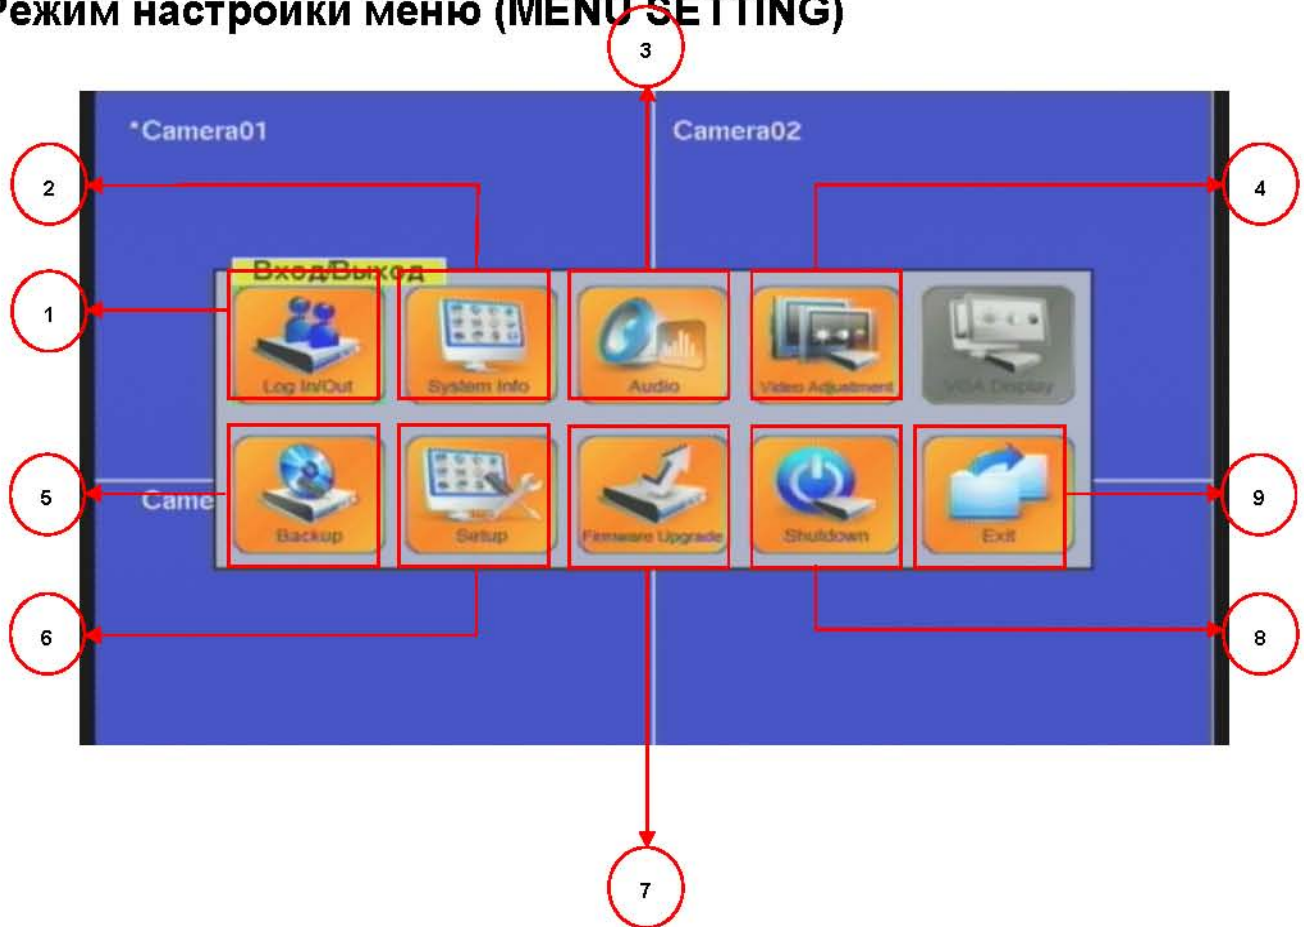 Режим настройки меню (MENU SETTING)
3
*Camera01
Camera02
2
4
Вход/Выход
1
Log In/Out
System Info
Audio
Video Adjustment
VGA Display
5
Came
9
Backup
Setup
Firmware Upgrade
Shutdown
Exit
6
8
7